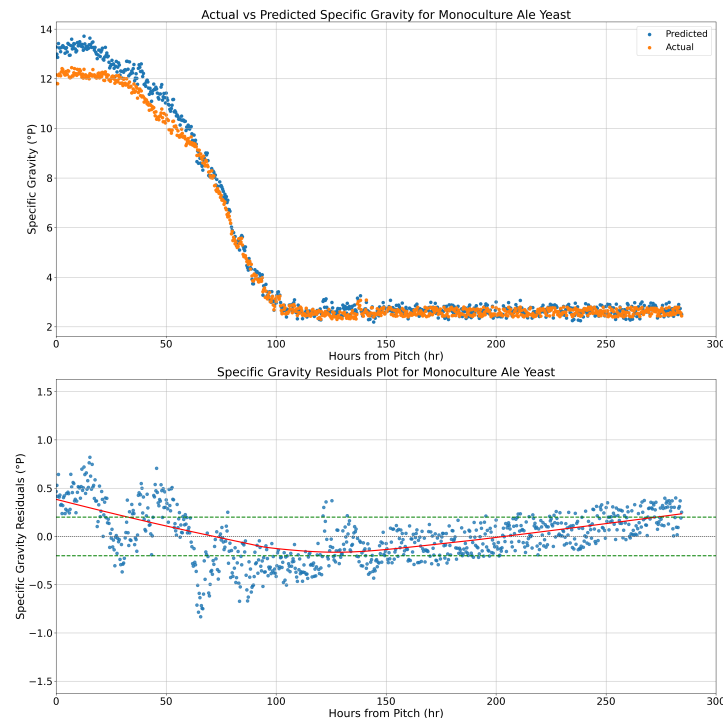 Actual vs Predicted Specific Gravity for Monoculture Ale Yeast
14
12
10
8
6
4
2
Specific Gravity (°P)
Predicted
Actual
0 50 100 150 200 250 300
Hours from Pitch (hr)
Specific Gravity Residuals Plot for Monoculture Ale Yeast
1.5
1.0
0.5
0.0
−0.5
−1.0
−1.5
Specific Gravity Residuals (°P)
0 50 100 150 200 250 300
Hours from Pitch (hr)